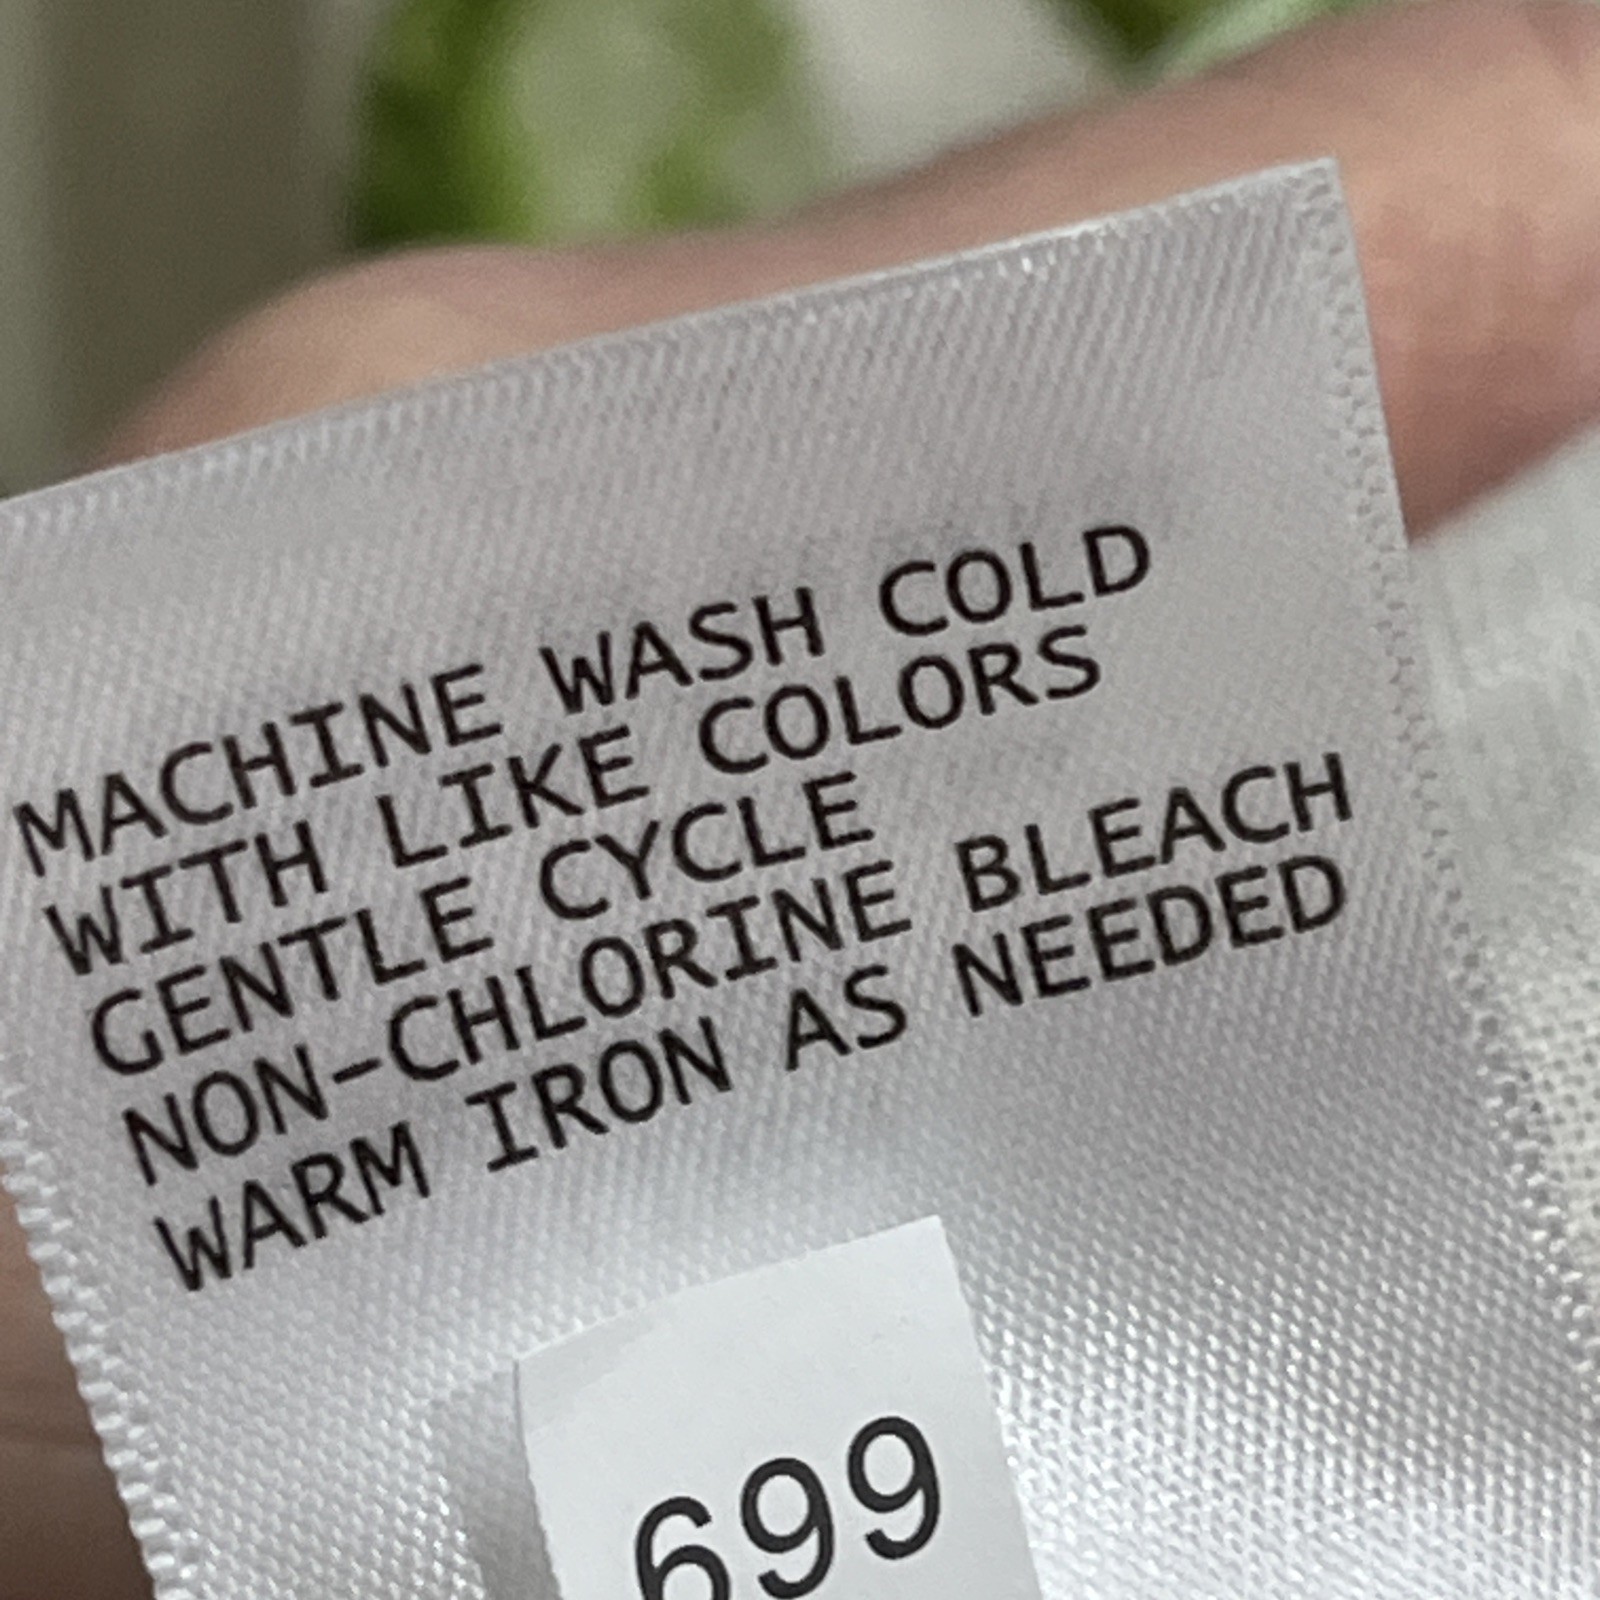 MACHINE WASH COLD
WITH LIKE COLORS
GENTLE CYCLE
NON-CHLORINE BLEACH
WARM IRON AS NEEDED
699